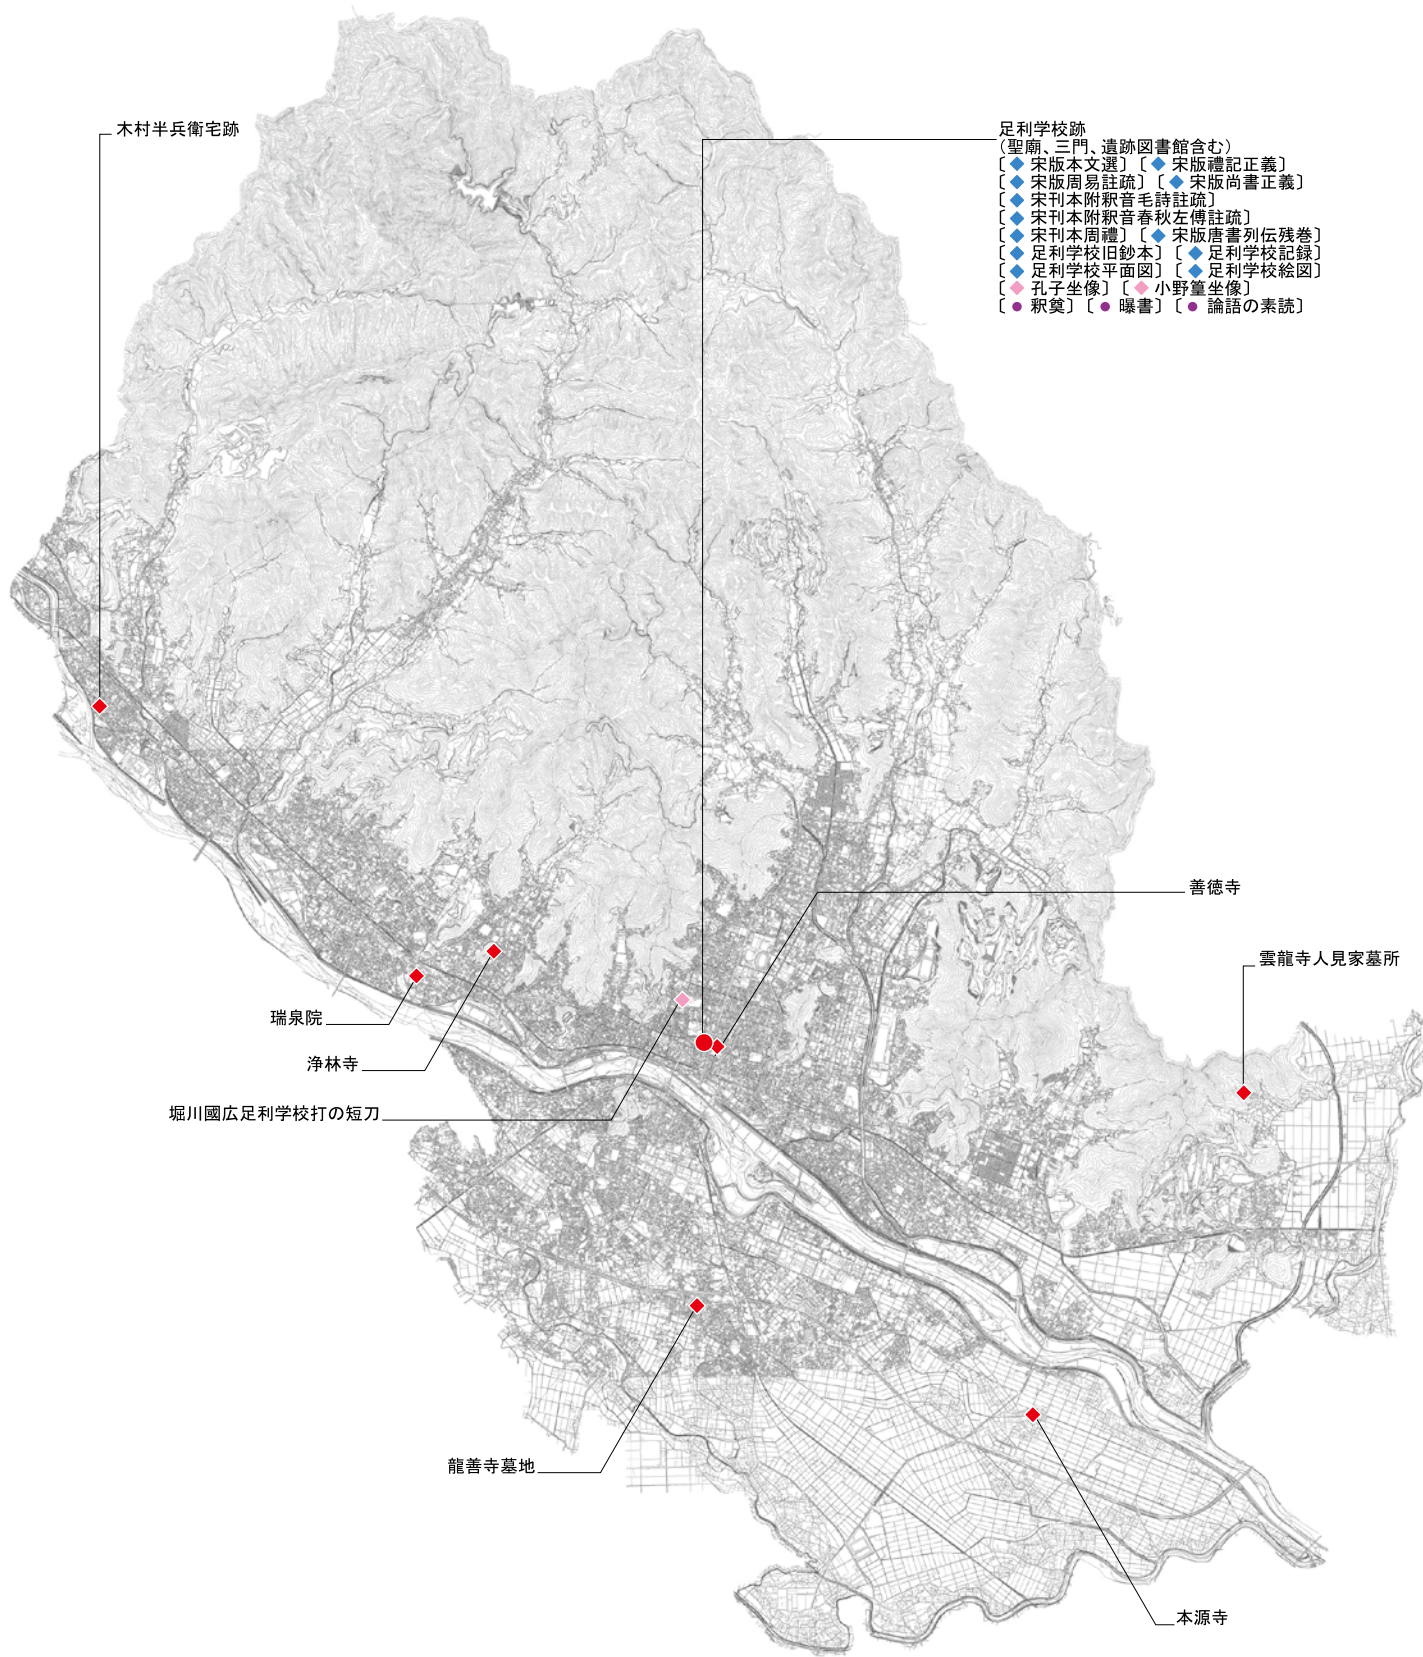 木村半兵衛宅跡
足利学校跡
（聖廟、三門、遺跡図書館含む）
〔◆ 宋版本文選〕〔◆ 宋版禮記正義〕
〔◆ 宋版周易註疏〕〔◆ 宋版尚書正義〕
〔◆ 宋刊本附釈音毛詩註疏〕
〔◆ 宋刊本附釈音春秋左傅註疏〕
〔◆ 宋刊本周禮〕〔◆ 宋版唐書列伝残巻〕
〔◆ 足利学校旧鈔本〕〔◆ 足利学校記録〕
〔◆ 足利学校平面図〕〔◆ 足利学校絵図〕
〔◆ 孔子坐像〕〔◆ 小野篁坐像〕
〔● 釈奠〕〔● 曝書〕〔● 論語の素読〕
善徳寺
雲龍寺人見家墓所
瑞泉院
浄林寺
堀川國広足利学校打の短刀
龍善寺墓地
本源寺